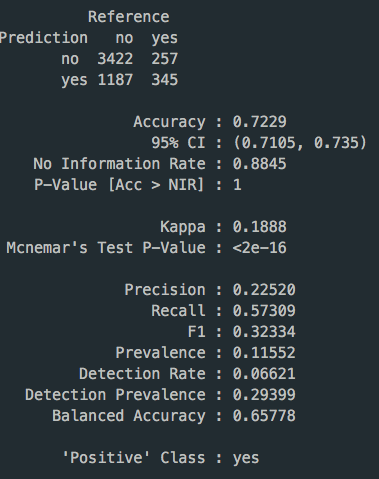 Reference
Prediction no yes
no 3422 257
yes 1187 345
Accuracy : 0.7229
95% CI : (0.7105, 0.735)
No Information Rate : 0.8845
P-Value [Acc > NIR] : 1
Kappa : 0.1888
Mcnemar's Test P-Value : <2e-16
Precision : 0.22520
Recall : 0.57309
F1 : 0.32334
Prevalence : 0.11552
Detection Rate : 0.06621
Detection Prevalence : 0.29399
Balanced Accuracy : 0.65778
'Positive' Class : yes